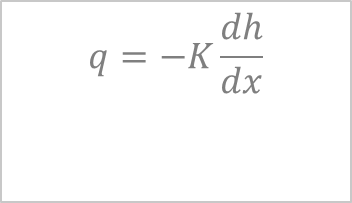 q = −K dh/dx